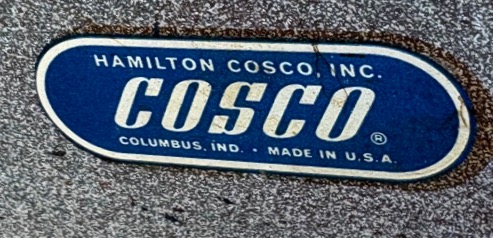 HAMILTON COSCO, INC.
COSCO®
COLUMBUS, IND. • MADE IN U.S.A.